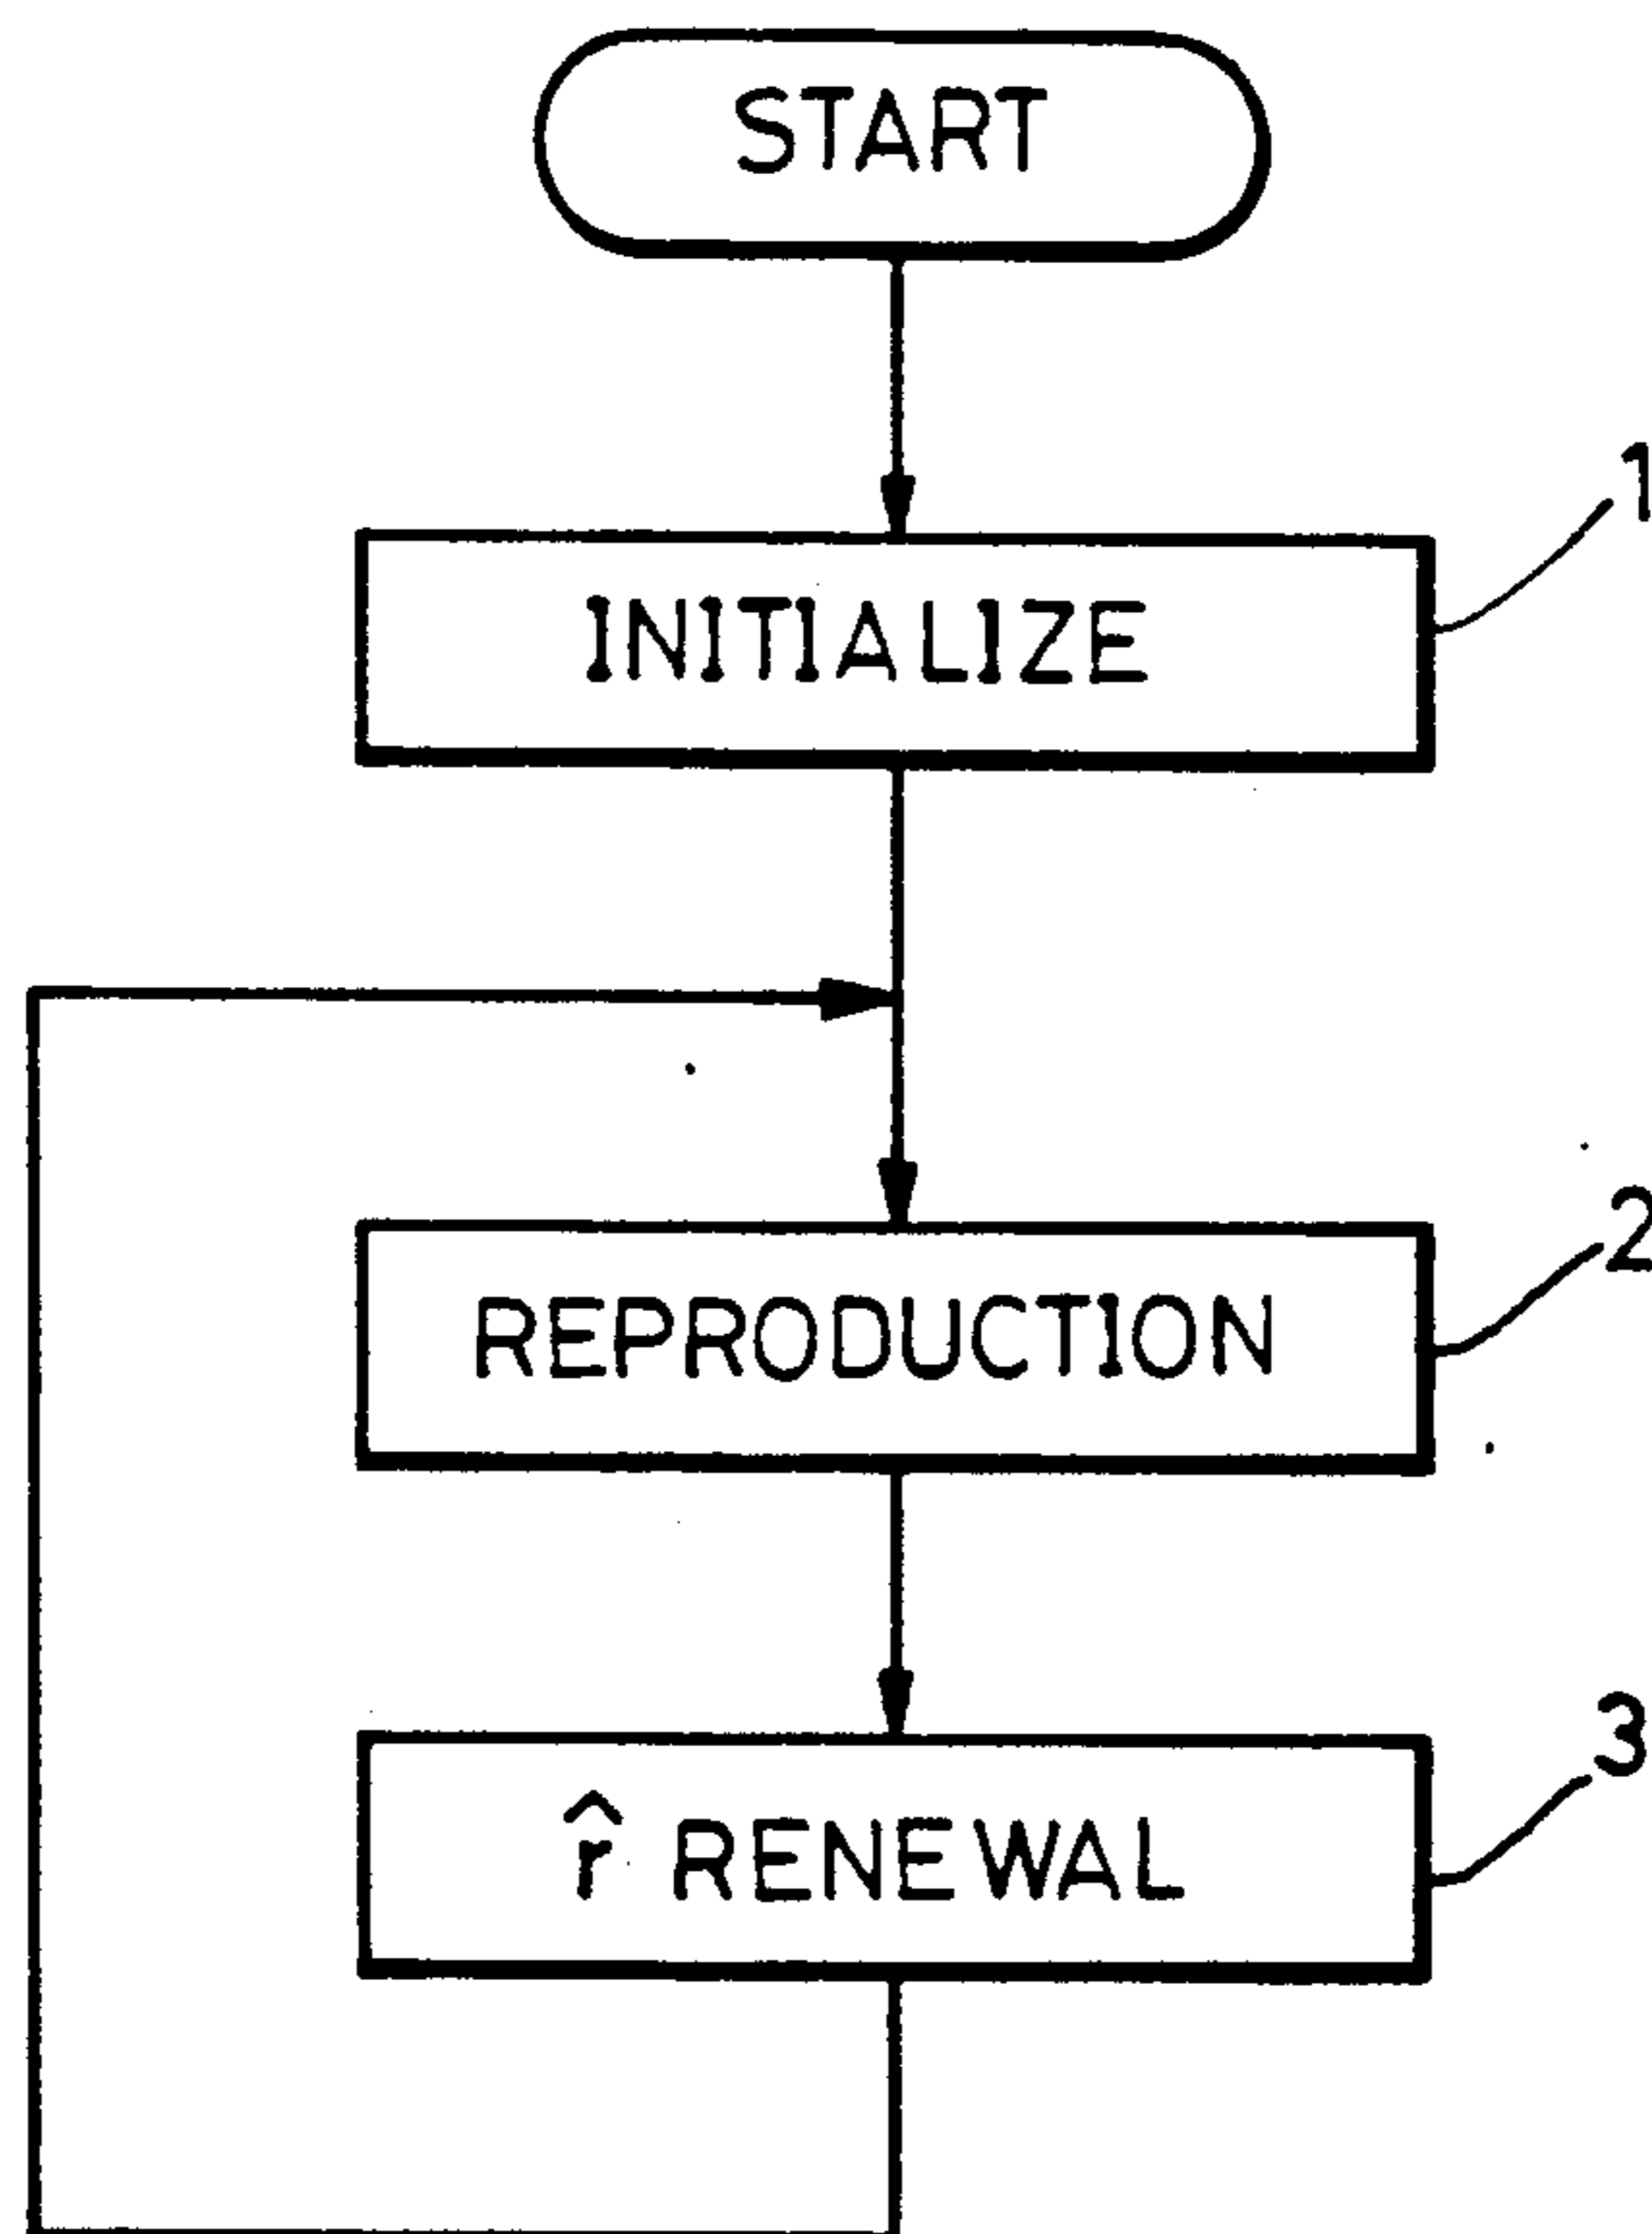 START
1
INITIALIZE
2
REPRODUCTION
3
r̂ RENEWAL